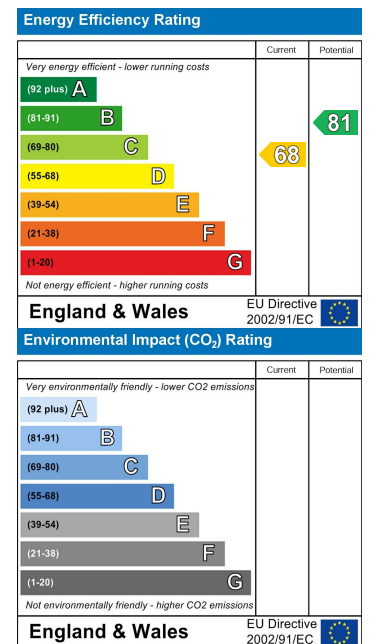 Energy Efficiency Rating
Current Potential
Very energy efficient - lower running costs
(92 plus) A
(81-91) B
81
(69-80) C
68
(55-68) D
(39-54) E
(21-38) F
(1-20) G
Not energy efficient - higher running costs
England & Wales
EU Directive
2002/91/EC
Environmental Impact (CO₂) Rating
Current Potential
Very environmentally friendly - lower CO2 emissions
(92 plus) A
(81-91) B
(69-80) C
(55-68) D
(39-54) E
(21-38) F
(1-20) G
Not environmentally friendly - higher CO2 emissions
England & Wales
EU Directive
2002/91/EC